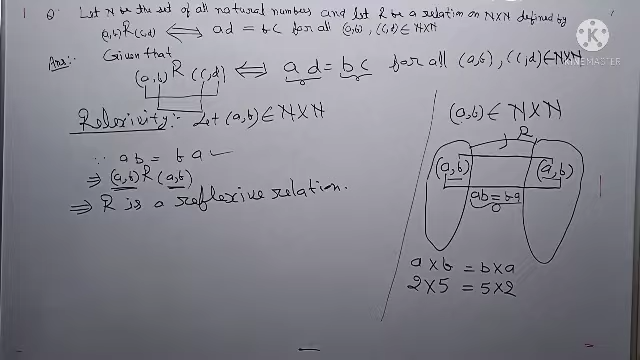 1 Q. Let N be the set of all natural numbers and let R be a relation on N×N defined by
(a,b)R(c,d) ⟺ ad = bc for all (a,b), (c,d) ∈ N×N
Ans:- Given that
(a,b) R (c,d) ⟺ ad = bc for all (a,b), (c,d) ∈ N×N
Relexivity:- Let (a,b) ∈ N×N
∵ ab = ba ✓
⇒ (a,b) R (a,b)
⇒ R is a reflexive relation.
(a,b) ∈ N×N
R
(a,b) (a,b)
ab = ba
a×b = b×a
2×5 = 5×2
KINEMASTER